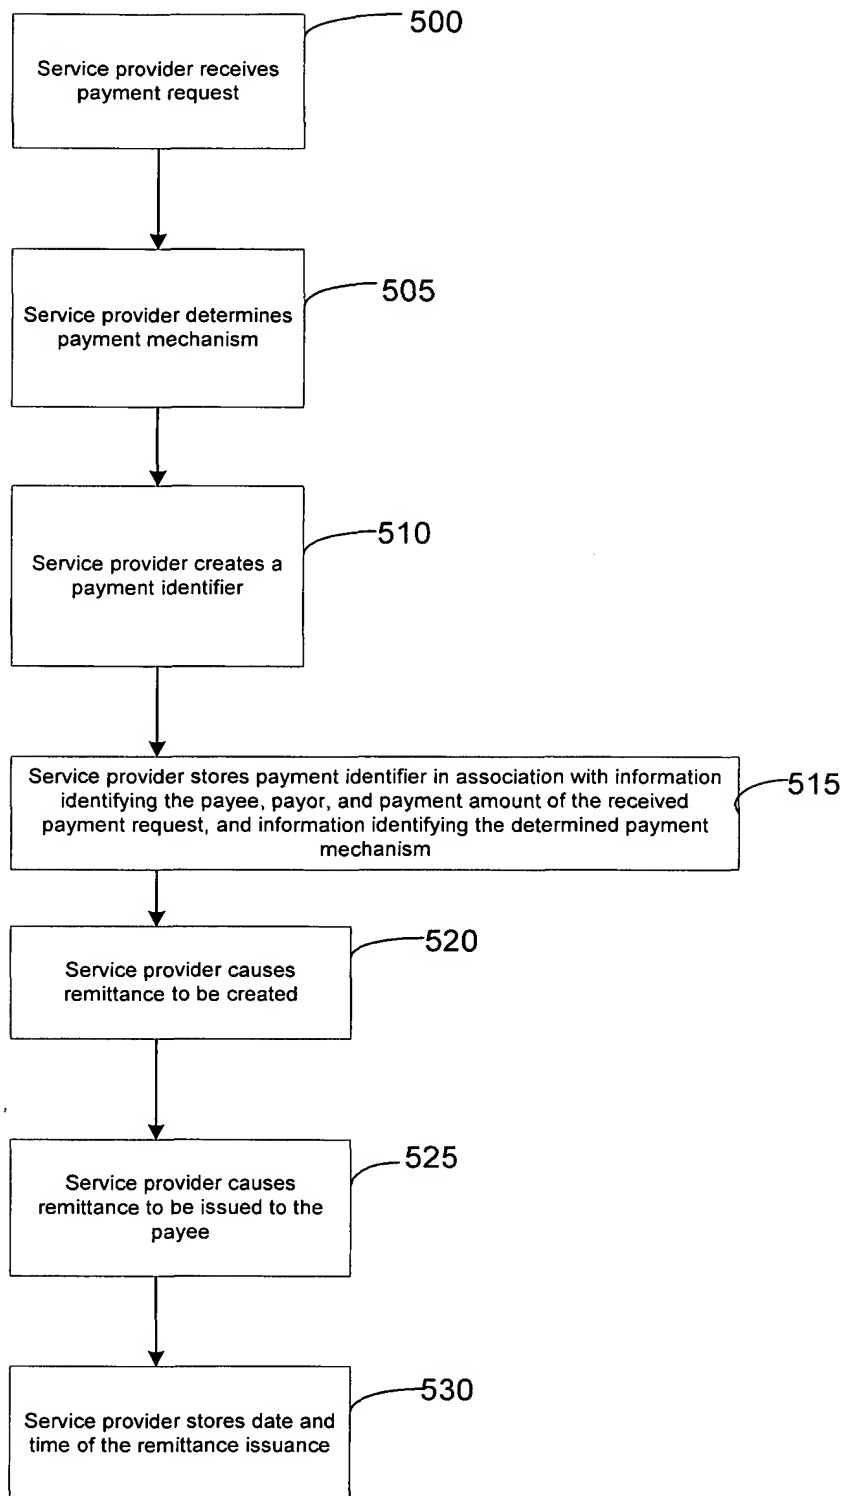 500
Service provider receives
payment request
505
Service provider determines
payment mechanism
510
Service provider creates a
payment identifier
Service provider stores payment identifier in association with information
identifying the payee, payor, and payment amount of the received
payment request, and information identifying the determined payment
mechanism
515
520
Service provider causes
remittance to be created
525
Service provider causes
remittance to be issued to the
payee
530
Service provider stores date and
time of the remittance issuance